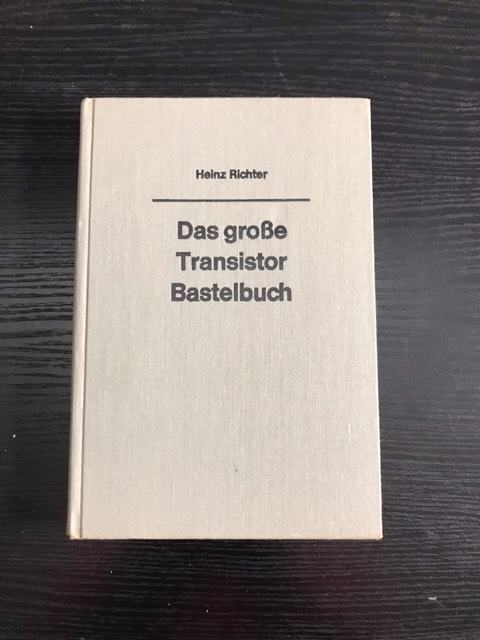 Heinz Richter
Das große
Transistor
Bastelbuch